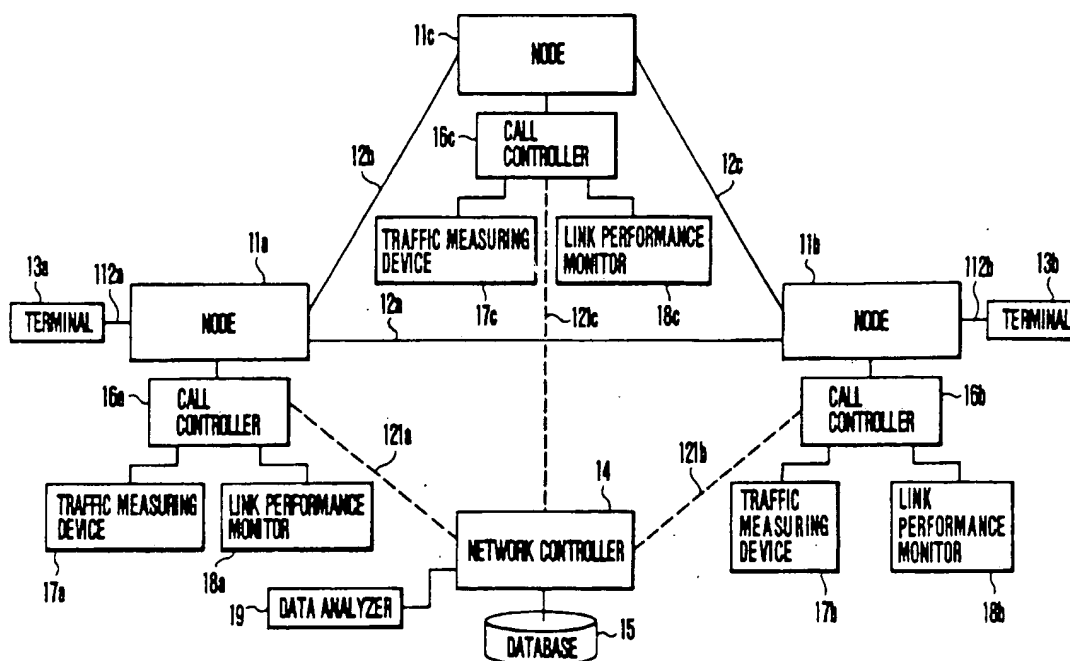 11c
NODE
16c
CALL
CONTROLLER
12b
12c
TRAFFIC MEASURING
DEVICE
LINK PERFORMANCE
MONITOR
17c
18c
121c
11a
11b
13a
112a
112b
13b
TERMINAL
NODE
12a
NODE
TERMINAL
16a
CALL
CONTROLLER
16b
CALL
CONTROLLER
121a
121b
14
TRAFFIC MEASURING
DEVICE
LINK PERFORMANCE
MONITOR
NETWORK CONTROLLER
TRAFFIC
MEASURING
DEVICE
LINK
PERFORMANCE
MONITOR
17a
18a
19
DATA ANALYZER
DATABASE
15
17b
18b